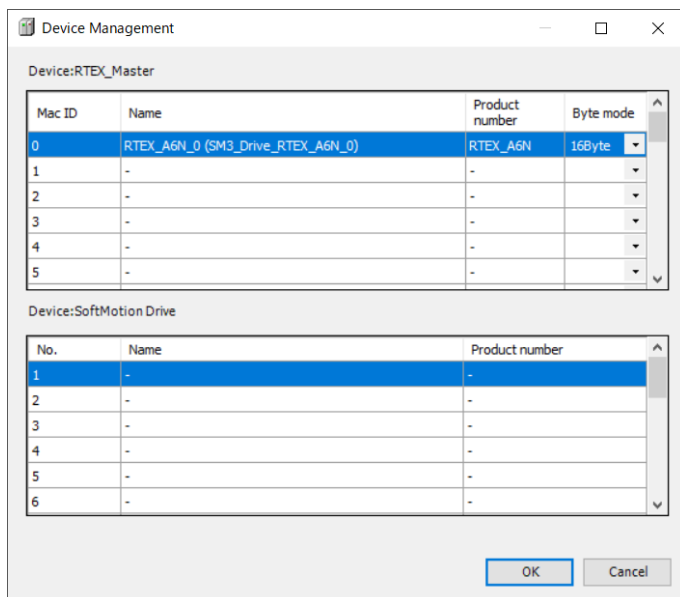 Device Management
Device:RTEX_Master
Mac ID Name Product number Byte mode
0 RTEX_A6N_0 (SM3_Drive_RTEX_A6N_0) RTEX_A6N 16Byte
1 - -
2 - -
3 - -
4 - -
5 - -
Device:SoftMotion Drive
No. Name Product number
1 - -
2 - -
3 - -
4 - -
5 - -
6 - -
OK Cancel